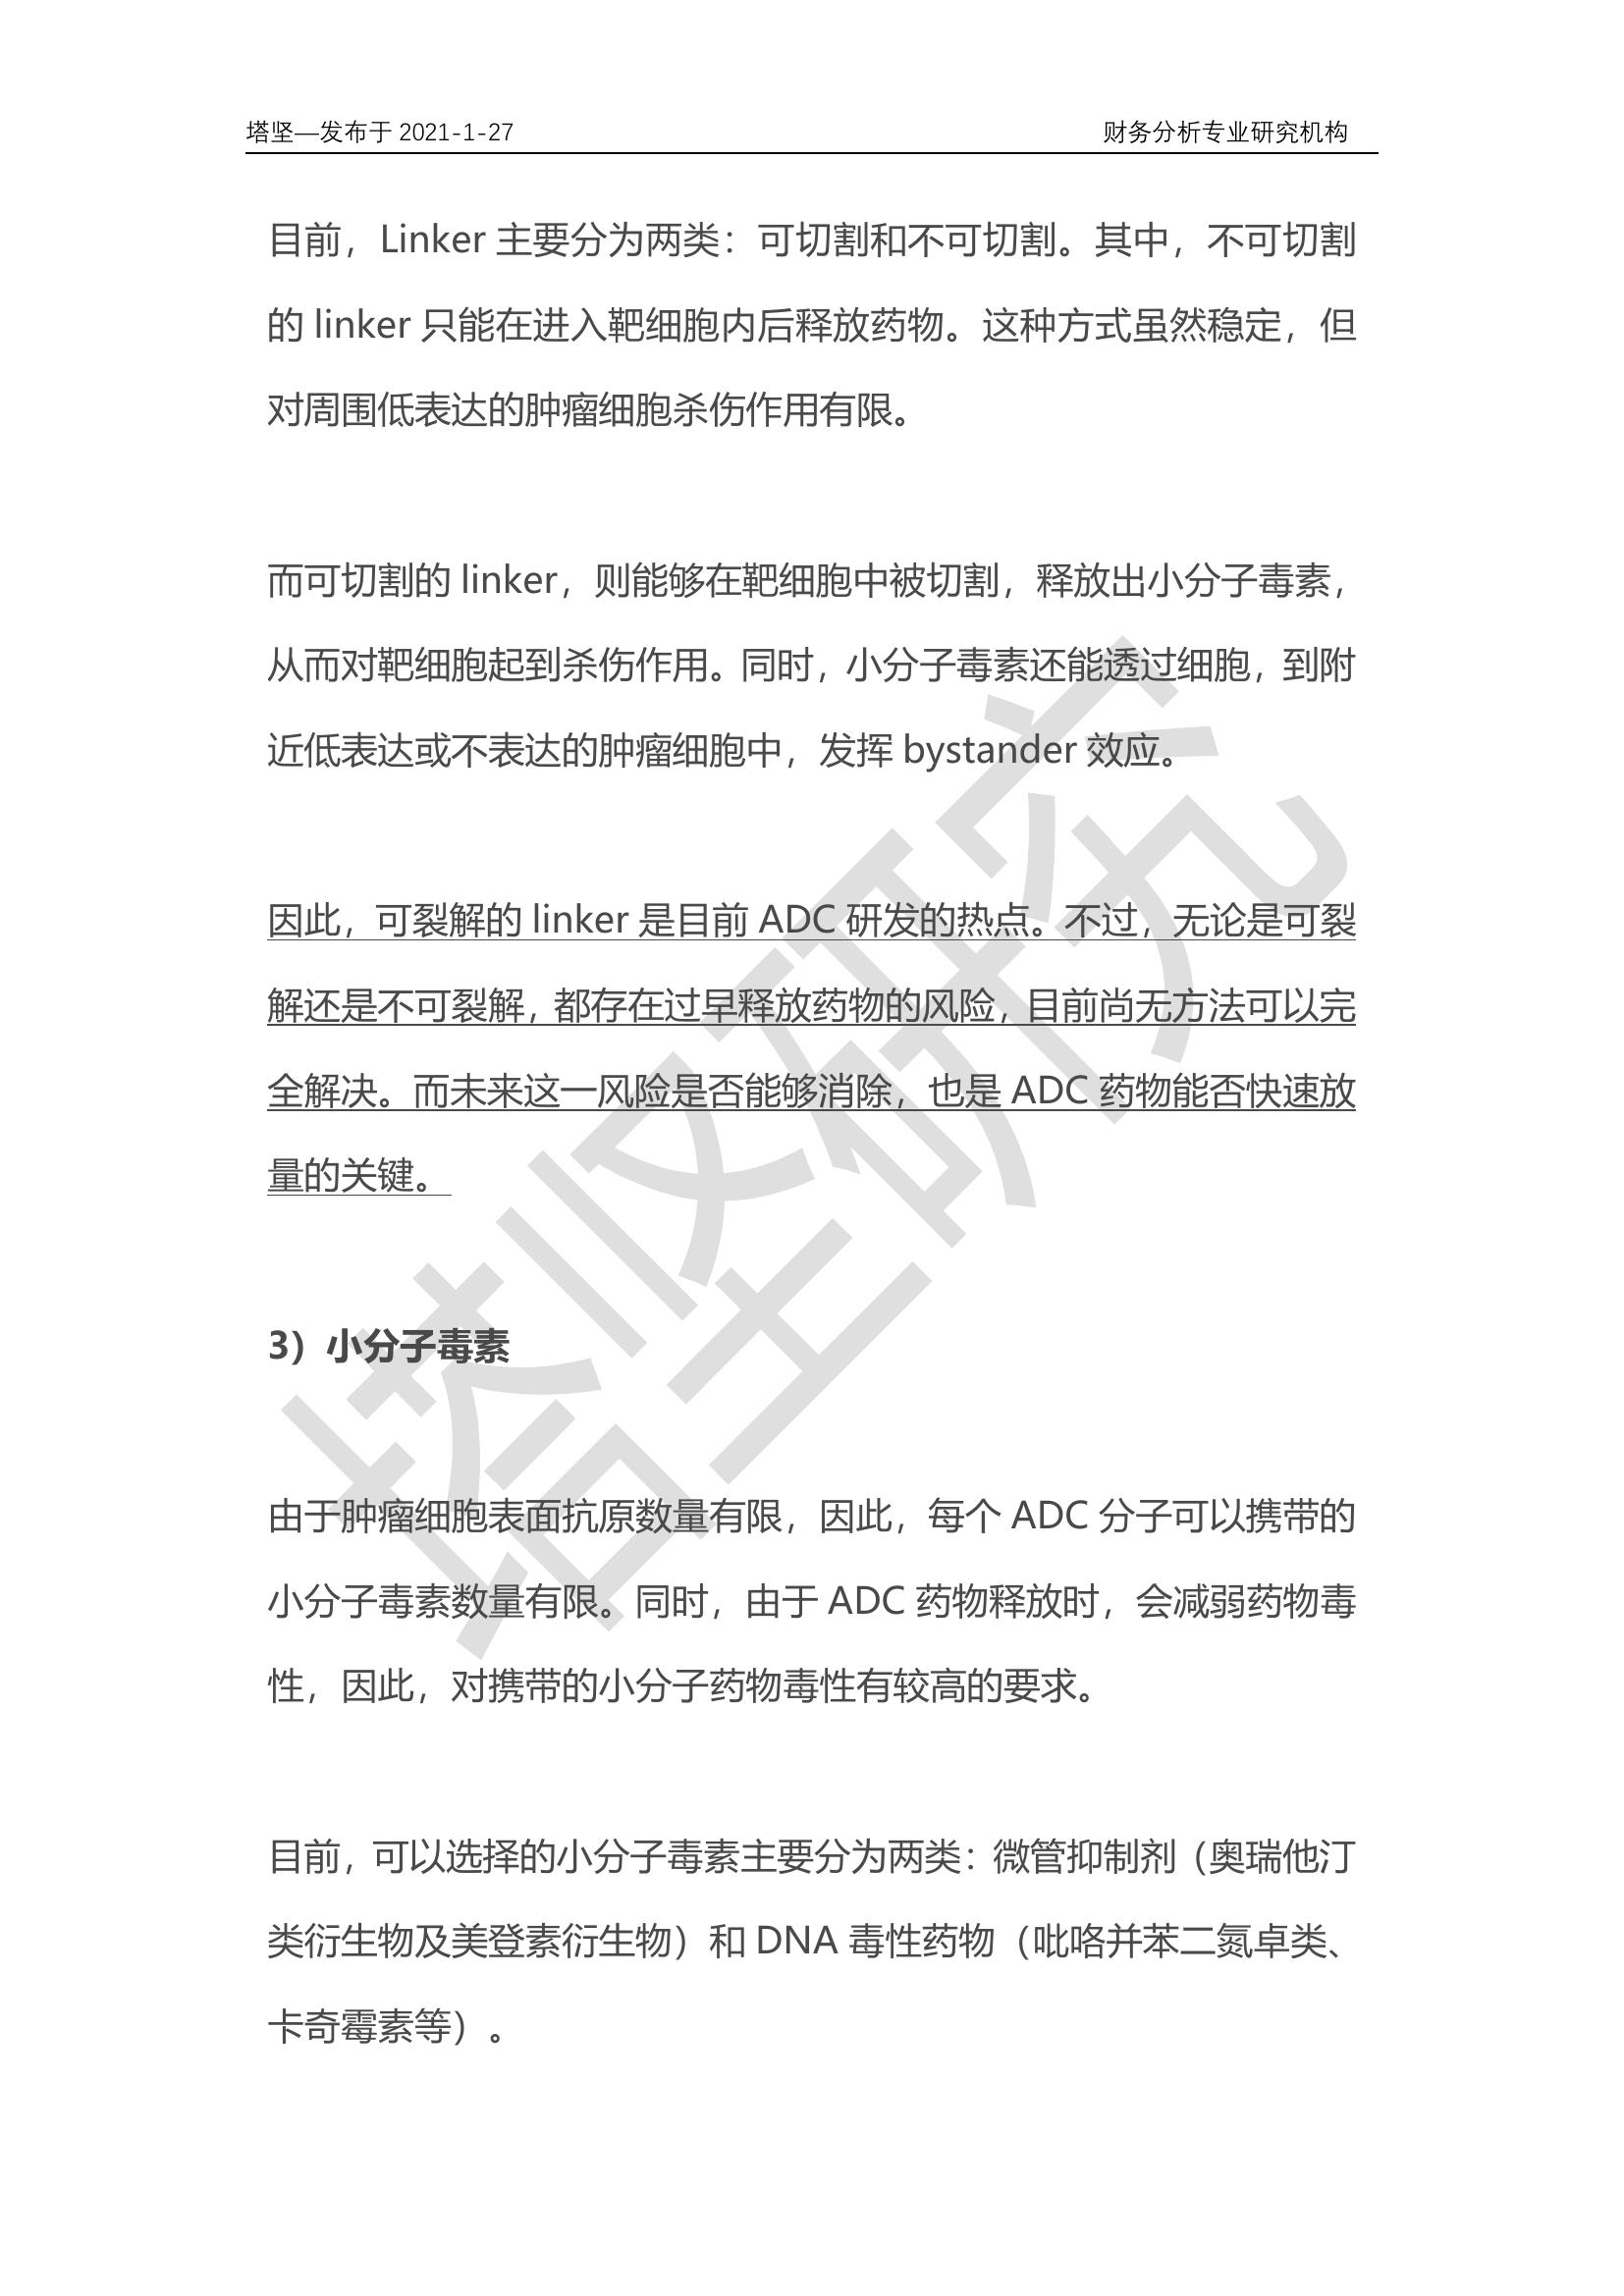 塔坚—发布于 2021-1-27 财务分析专业研究机构
目前，Linker 主要分为两类：可切割和不可切割。其中，不可切割
的 linker 只能在进入靶细胞内后释放药物。这种方式虽然稳定，但
对周围低表达的肿瘤细胞杀伤作用有限。
而可切割的 linker，则能够在靶细胞中被切割，释放出小分子毒素，
从而对靶细胞起到杀伤作用。同时，小分子毒素还能透过细胞，到附
近低表达或不表达的肿瘤细胞中，发挥 bystander 效应。
因此，可裂解的 linker 是目前 ADC 研发的热点。不过，无论是可裂
解还是不可裂解，都存在过早释放药物的风险，目前尚无方法可以完
全解决。而未来这一风险是否能够消除，也是 ADC 药物能否快速放
量的关键。
3）小分子毒素
由于肿瘤细胞表面抗原数量有限，因此，每个 ADC 分子可以携带的
小分子毒素数量有限。同时，由于 ADC 药物释放时，会减弱药物毒
性，因此，对携带的小分子药物毒性有较高的要求。
目前，可以选择的小分子毒素主要分为两类：微管抑制剂（奥瑞他汀
类衍生物及美登素衍生物）和 DNA 毒性药物（吡咯并苯二氮卓类、
卡奇霉素等）。
塔坚研究